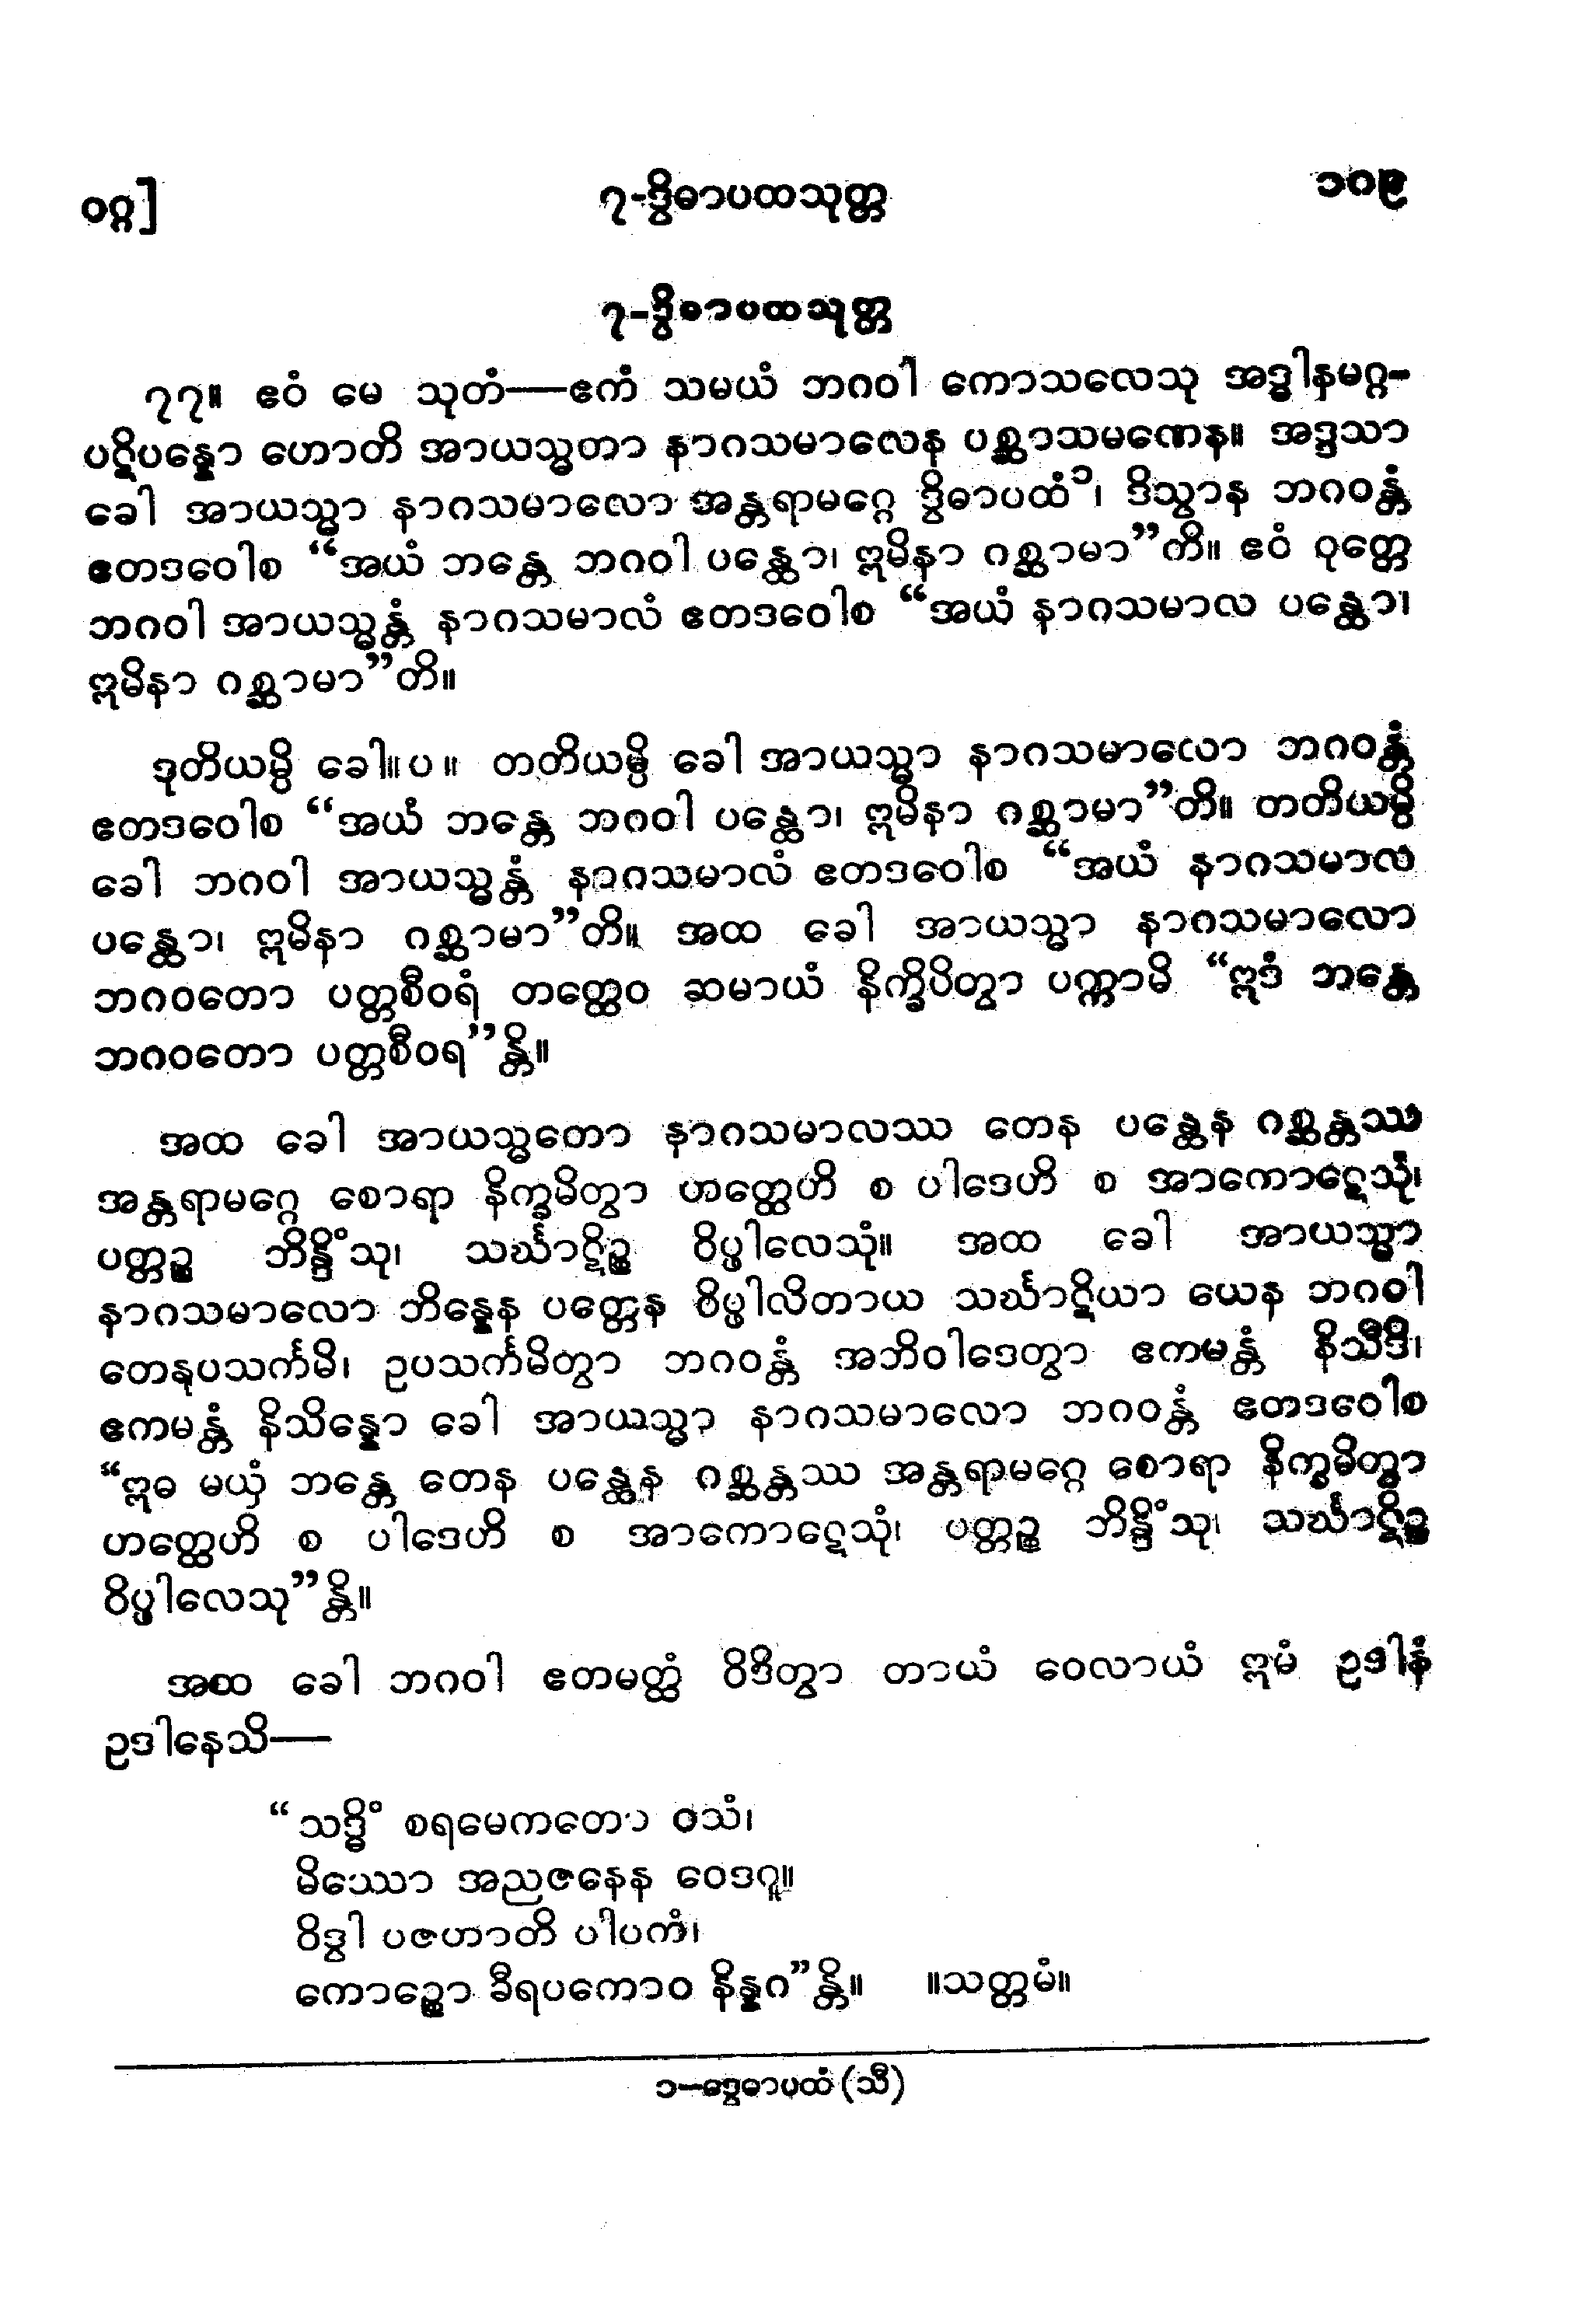 ဝဂ္ဂ] ၇-ဒွိဓာပထသုတ္တ ၁၈၉
၇-ဒွိဓာပထသုတ္တ
၇၇။ ဧဝံ မေ သုတံ—ဧကံ သမယံ ဘဂဝါ ကောသလေသု အဒ္ဓါနမဂ္ဂ-
ပဋိပန္နော ဟောတိ အာယသ္မတာ နာဂသမာလေန ပစ္ဆာသမဏေန။ အဒ္ဒသာ
ခေါ အာယသ္မာ နာဂသမာလော အန္တရာမဂ္ဂေ ဒွိဓာပထံ၁၊ ဒိသွာန ဘဂဝန္တံ
ဧတဒဝေါစ “အယံ ဘန္တေ ဘဂဝါ ပန္ထော၊ ဣမိနာ ဂစ္ဆာမာ”ကိ။ ဧဝံ ဝုတ္တေ
ဘဂဝါ အာယသ္မန္တံ နာဂသမာလံ ဧတဒဝေါစ “အယံ နာဂသမာလ ပန္ထော၊
ဣမိနာ ဂစ္ဆာမာ”တိ။
ဒုတိယမ္ပိ ခေါ။ပ။ တတိယမ္ပိ ခေါ အာယသ္မာ နာဂသမာလော ဘဂဝန္တံ
ဧတဒဝေါစ “အယံ ဘန္တေ ဘဂဝါ ပန္ထော၊ ဣမိနာ ဂစ္ဆာမာ”တိ။ တတိယမ္ပိ
ခေါ ဘဂဝါ အာယသ္မန္တံ နာဂသမာလံ ဧတဒဝေါစ “အယံ နာဂသမာလ
ပန္ထော၊ ဣမိနာ ဂစ္ဆာမာ”တိ။ အထ ခေါ အာယသ္မာ နာဂသမာလော
ဘဂဝတော ပတ္တစီဝရံ တတ္ထေဝ ဆမာယံ နိက္ခိပိတွာ ပက္ကာမိ “ဣဒံ ဘန္တေ
ဘဂဝတော ပတ္တစီဝရ”န္တိ။
အထ ခေါ အာယသ္မတော နာဂသမာလဿ တေန ပန္ထေန ဂစ္ဆန္တဿ
အန္တရာမဂ္ဂေ စောရာ နိက္ခမိတွာ ဟတ္ထေဟိ စ ပါဒေဟိ စ အာကောဋေသုံ၊
ပတ္တဉ္စ ဘိန္ဒိံသု၊ သင်္ဃာဋိဉ္စ ဝိပ္ဖါလေသုံ။ အထ ခေါ အာယသ္မာ
နာဂသမာလော ဘိန္နေန ပတ္တေန ဝိပ္ဖါလိတာယ သင်္ဃာဋိယာ ယေန ဘဂဝါ
တေနုပသင်္ကမိ၊ ဥပသင်္ကမိတွာ ဘဂဝန္တံ အဘိဝါဒေတွာ ဧကမန္တံ နိသီဒိ၊
ဧကမန္တံ နိသိန္နော ခေါ အာယသ္မာ နာဂသမာလော ဘဂဝန္တံ ဧတဒဝေါစ
“ဣဓ မယှံ ဘန္တေ တေန ပန္ထေန ဂစ္ဆန္တဿ အန္တရာမဂ္ဂေ စောရာ နိက္ခမိတွာ
ဟတ္ထေဟိ စ ပါဒေဟိ စ အာကောဋေသုံ၊ ပတ္တဉ္စ ဘိန္ဒိံသု၊ သင်္ဃာဋိဉ္စ
ဝိပ္ဖါလေသု”န္တိ။
အထ ခေါ ဘဂဝါ ဧတမတ္ထံ ဝိဒိတွာ တာယံ ဝေလာယံ ဣမံ ဥဒါနံ
ဥဒါနေသိ—
“သဒ္ဓိံ စရမေကတော ဝသံ၊
မိဿော အညဇနေန ဝေဒဂူ။
ဝိဒွါ ပဇဟာတိ ပါပကံ၊
ကောဉ္စော ခီရပကောဝ နိန္နဂ”န္တိ။ ။သတ္တမံ။
၁—ဒွေဓာပထံ (သီ)